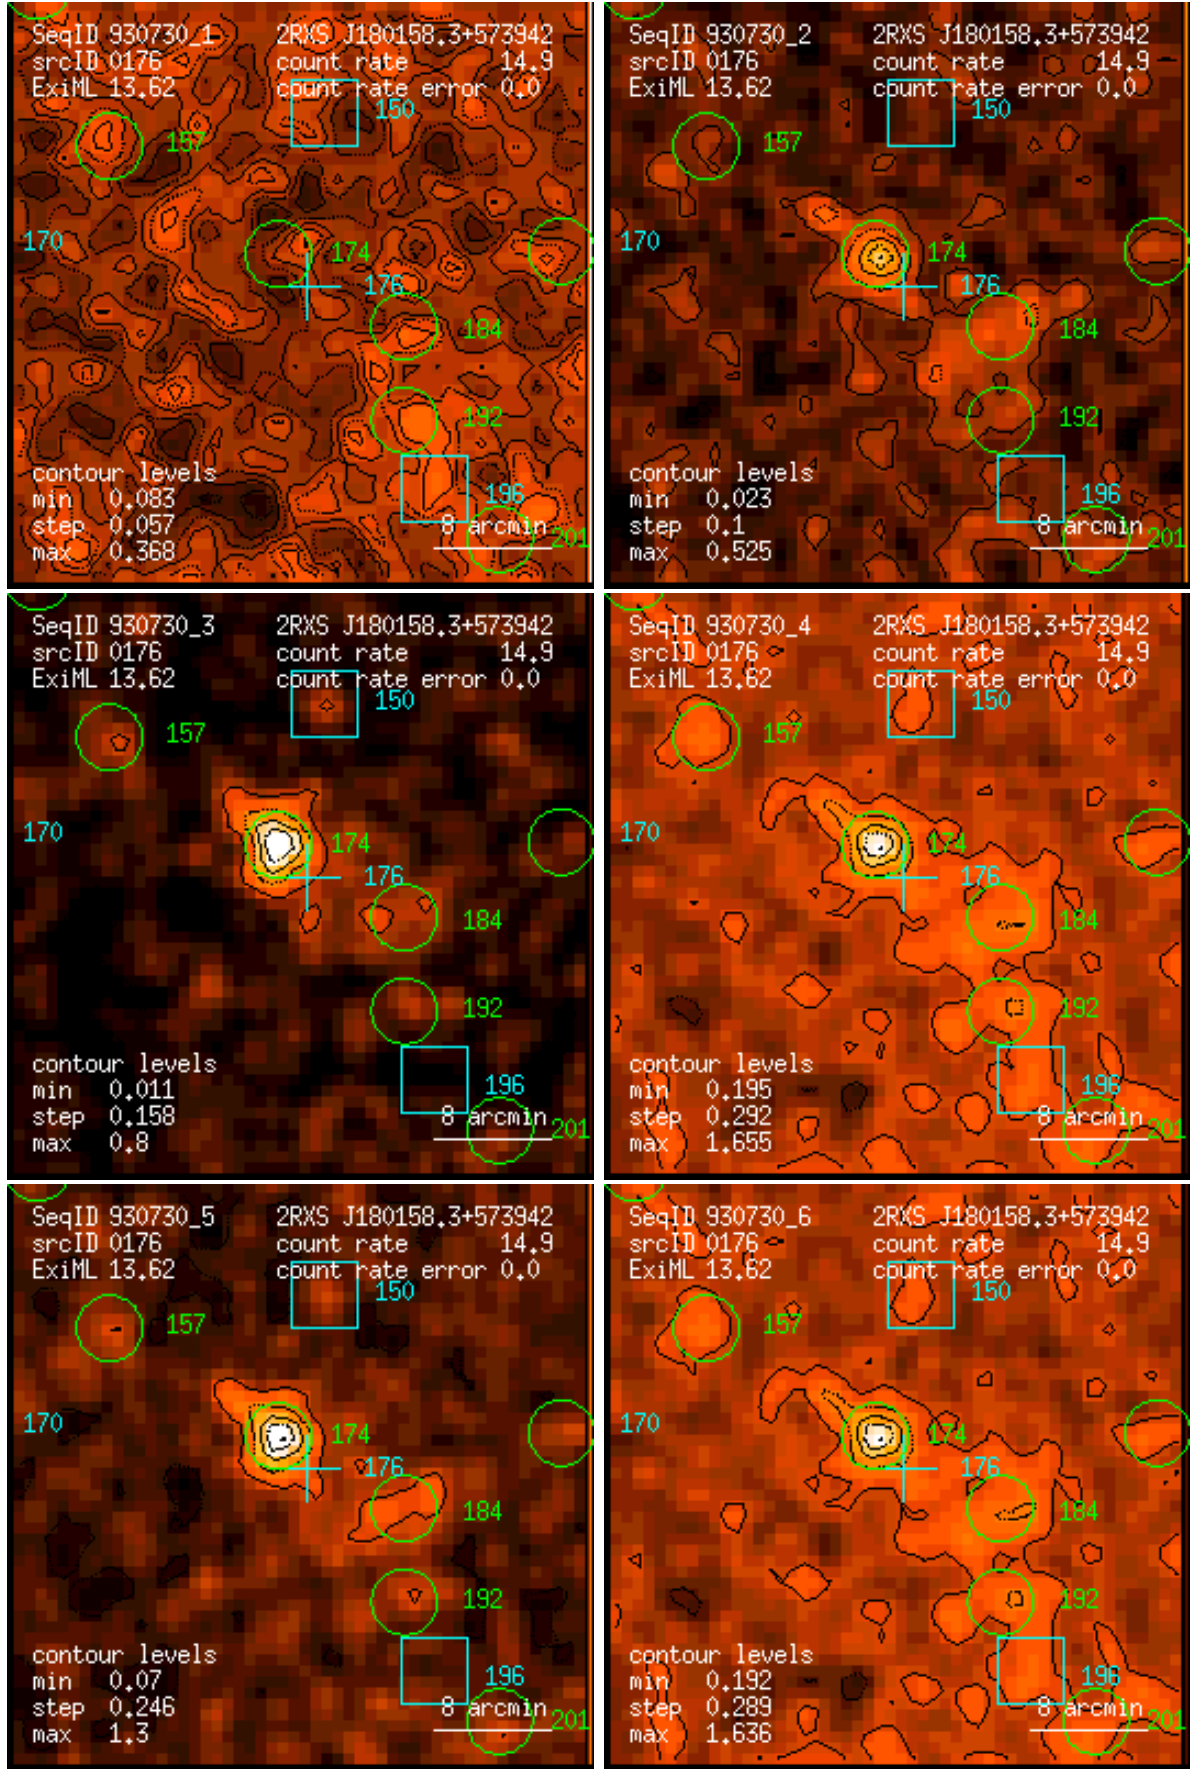 SeqID 930730_1 2RXS J180158.3+573942
srcID 0176 count rate 14.9
ExiML 13.62 count rate error 0.0
150
157
170
174
176
184
192
contour levels
min 0.083
196
step 0.057
8 arcmin
max 0.368
201
SeqID 930730_2 2RXS J180158.3+573942
srcID 0176 count rate 14.9
ExiML 13.62 count rate error 0.0
150
157
170
174
176
184
192
contour levels
min 0.023
196
step 0.1
8 arcmin
max 0.525
201
SeqID 930730_3 2RXS J180158.3+573942
srcID 0176 count rate 14.9
ExiML 13.62 count rate error 0.0
150
157
170
174
176
184
192
contour levels
min 0.011
196
step 0.158
8 arcmin
max 0.8
201
SeqID 930730_4 2RXS J180158.3+573942
srcID 0176 count rate 14.9
ExiML 13.62 count rate error 0.0
150
157
170
174
176
184
192
contour levels
min 0.195
196
step 0.292
8 arcmin
max 1.655
201
SeqID 930730_5 2RXS J180158.3+573942
srcID 0176 count rate 14.9
ExiML 13.62 count rate error 0.0
150
157
170
174
176
184
192
contour levels
min 0.07
196
step 0.246
8 arcmin
max 1.3
201
SeqID 930730_6 2RXS J180158.3+573942
srcID 0176 count rate 14.9
ExiML 13.62 count rate error 0.0
150
157
170
174
176
184
192
contour levels
min 0.192
196
step 0.289
8 arcmin
max 1.636
201